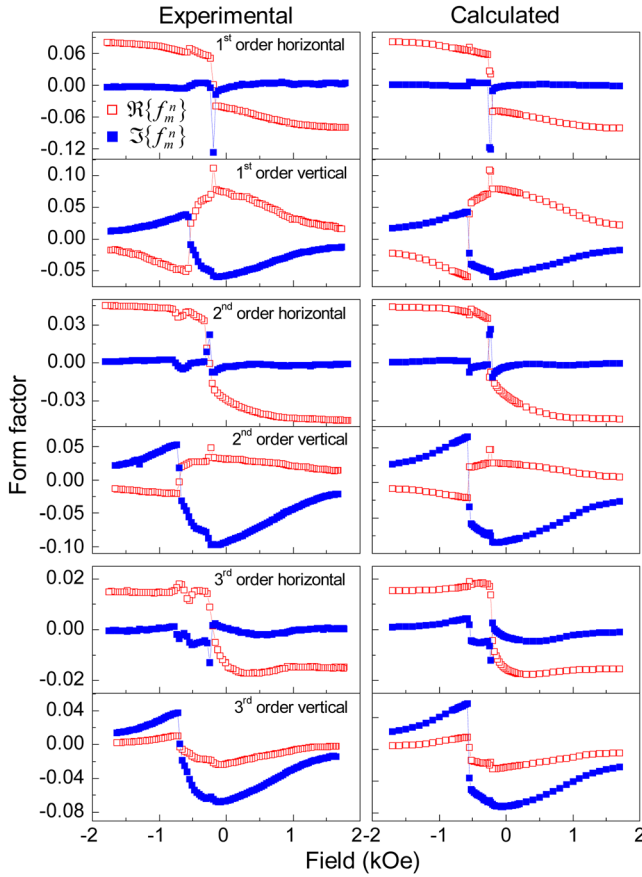 Experimental Calculated
0.06
0.00
-0.06
-0.12
1st order horizontal
ℜ{f_m^n}
ℑ{f_m^n}
0.10
0.05
0.00
-0.05
1st order vertical
0.03
0.00
-0.03
2nd order horizontal
0.05
0.00
-0.05
-0.10
2nd order vertical
0.02
0.00
-0.02
3rd order horizontal
0.04
0.00
-0.04
-0.08
3rd order vertical
Form factor
-2 -1 0 1 2 -1 0 1 2
Field (kOe)